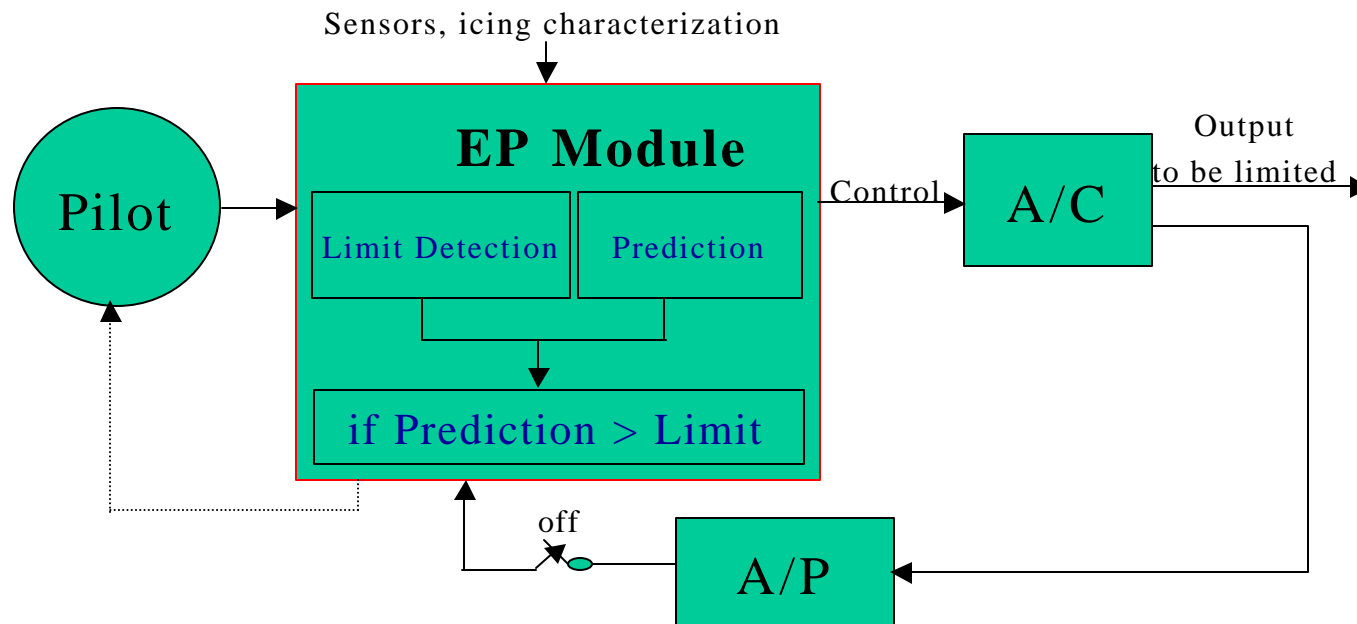 Sensors, icing characterization
EP Module
Output
to be limited
Pilot
Control
A/C
Limit Detection
Prediction
if Prediction > Limit
off
A/P